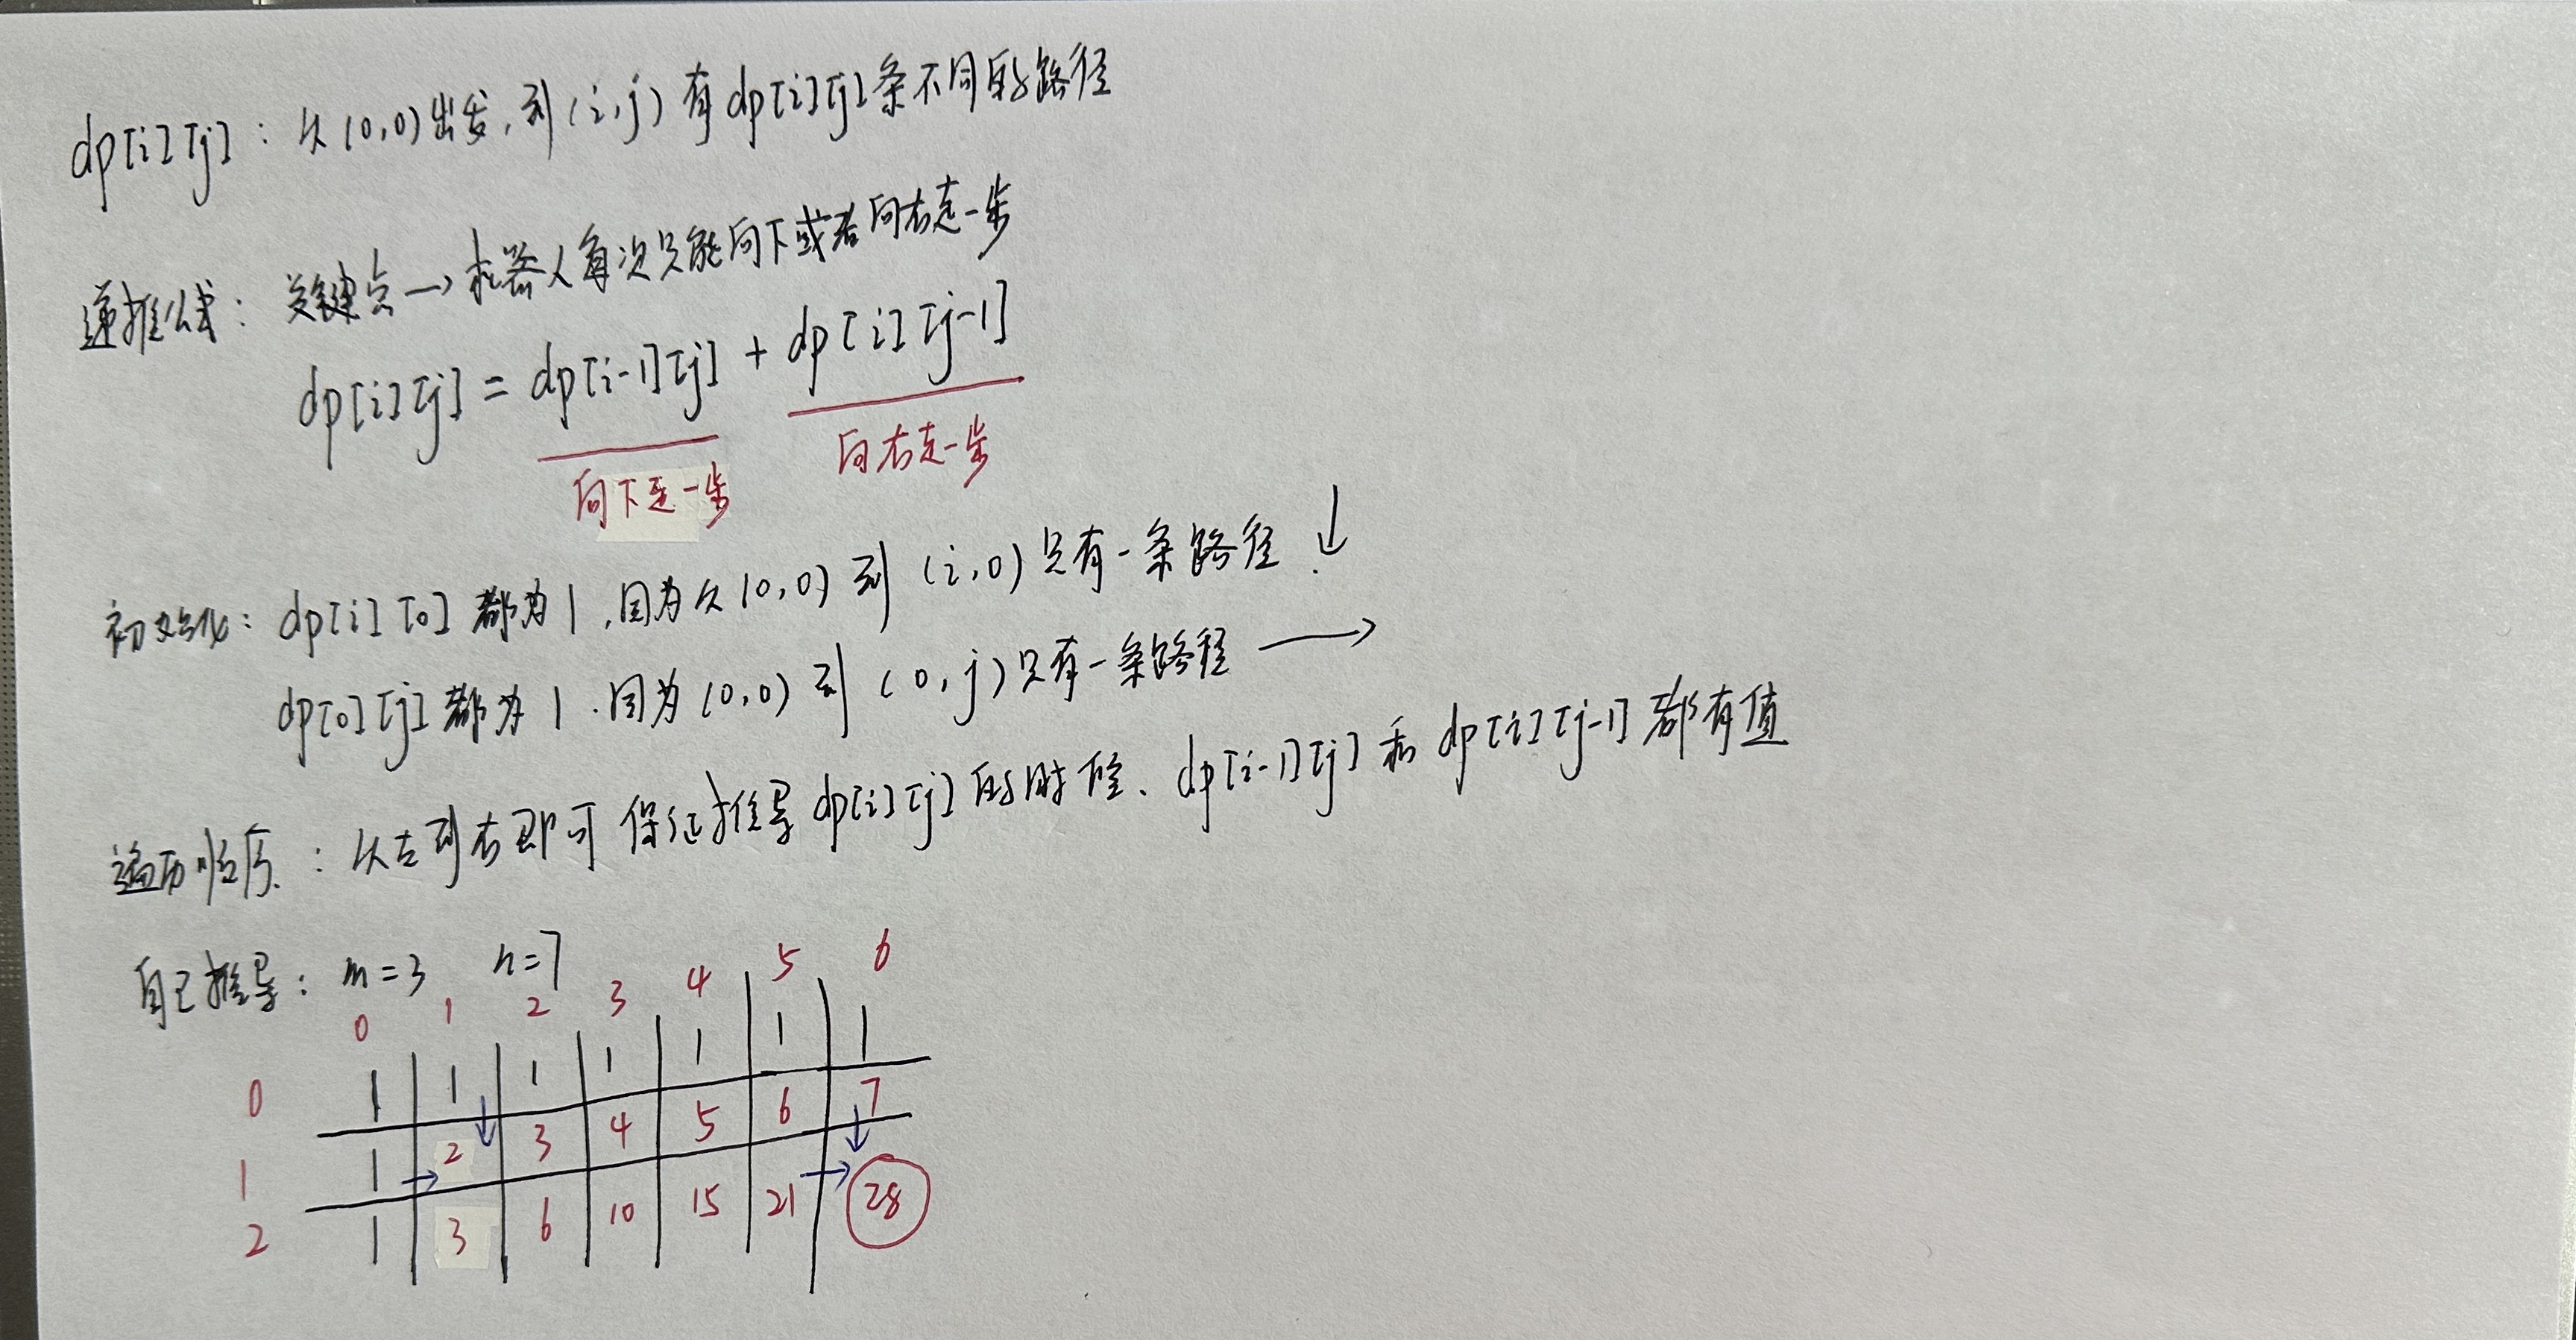 dp[i][j]：从(0,0)出发，到(i,j)有dp[i][j]条不同的路径
递推公式：关键点→机器人每次只能向下或者向右走一步
dp[i][j] = dp[i-1][j] + dp[i][j-1]
向下走一步 向右走一步
初始化：dp[i][0]都为1，因为从(0,0)到(i,0)只有一条路径．↓
dp[0][j]都为1．因为(0,0)到(0,j)只有一条路径→
遍历顺序：从左到右即可保证推导dp[i][j]的时候、dp[i-1][j]和dp[i][j-1]都有值
自己推导：m=3 n=7
0 1 2 3 4 5 6
0 1 1 1 1 1 1 1
1 1 → 2 ↓ 3 4 5 6 7 ↓
2 1 3 6 10 15 21 → 28